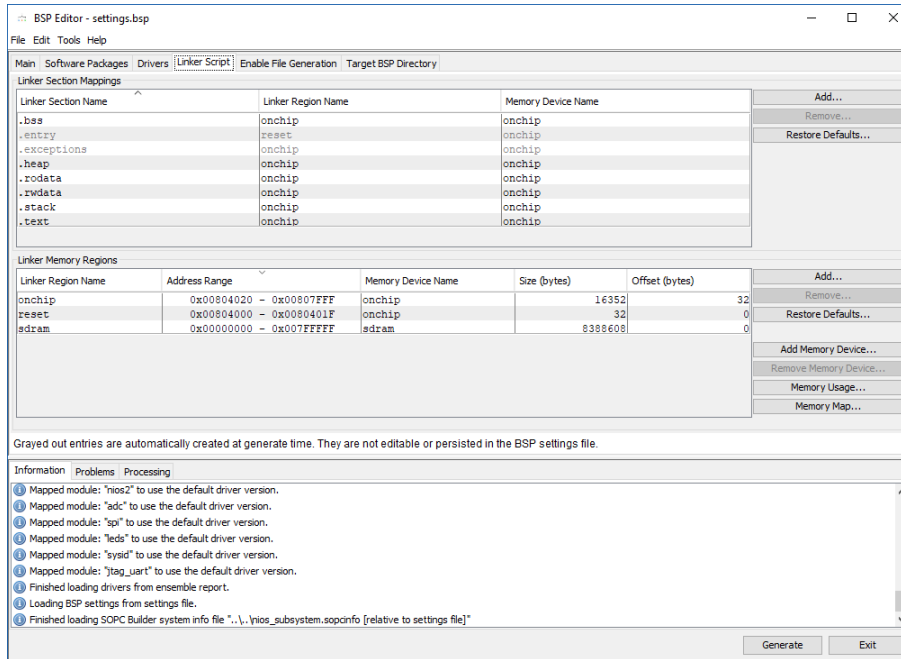 BSP Editor - settings.bsp
File Edit Tools Help
Main Software Packages Drivers Linker Script Enable File Generation Target BSP Directory
Linker Section Mappings
Linker Section Name Linker Region Name Memory Device Name
.bss onchip onchip
.entry reset onchip
.exceptions onchip onchip
.heap onchip onchip
.rodata onchip onchip
.rwdata onchip onchip
.stack onchip onchip
.text onchip onchip
Add...
Remove...
Restore Defaults...
Linker Memory Regions
Linker Region Name Address Range Memory Device Name Size (bytes) Offset (bytes)
onchip 0x00804020 - 0x00807FFF onchip 16352 32
reset 0x00804000 - 0x0080401F onchip 32 0
sdram 0x00000000 - 0x007FFFFF sdram 8388608 0
Add...
Remove...
Restore Defaults...
Add Memory Device...
Remove Memory Device...
Memory Usage...
Memory Map...
Grayed out entries are automatically created at generate time. They are not editable or persisted in the BSP settings file.
Information Problems Processing
Mapped module: "nios2" to use the default driver version.
Mapped module: "adc" to use the default driver version.
Mapped module: "spi" to use the default driver version.
Mapped module: "leds" to use the default driver version.
Mapped module: "sysid" to use the default driver version.
Mapped module: "jtag_uart" to use the default driver version.
Finished loading drivers from ensemble report.
Loading BSP settings from settings file.
Finished loading SOPC Builder system info file "..\..\nios_subsystem.sopcinfo [relative to settings file]"
Generate Exit